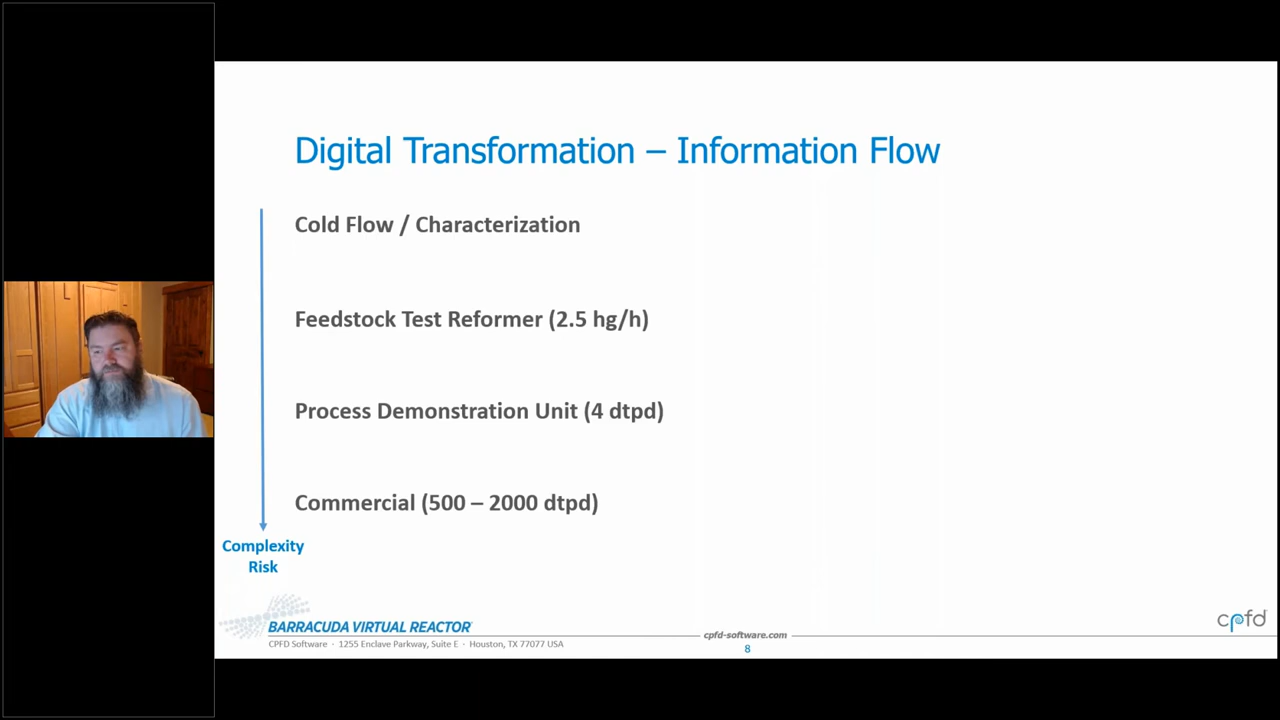 Digital Transformation – Information Flow
Cold Flow / Characterization
Feedstock Test Reformer (2.5 hg/h)
Process Demonstration Unit (4 dtpd)
Commercial (500 – 2000 dtpd)
Complexity
Risk
BARRACUDA VIRTUAL REACTOR
CPFD Software · 1255 Enclave Parkway, Suite E · Houston, TX 77077 USA
cpfd-software.com
8
cpfd